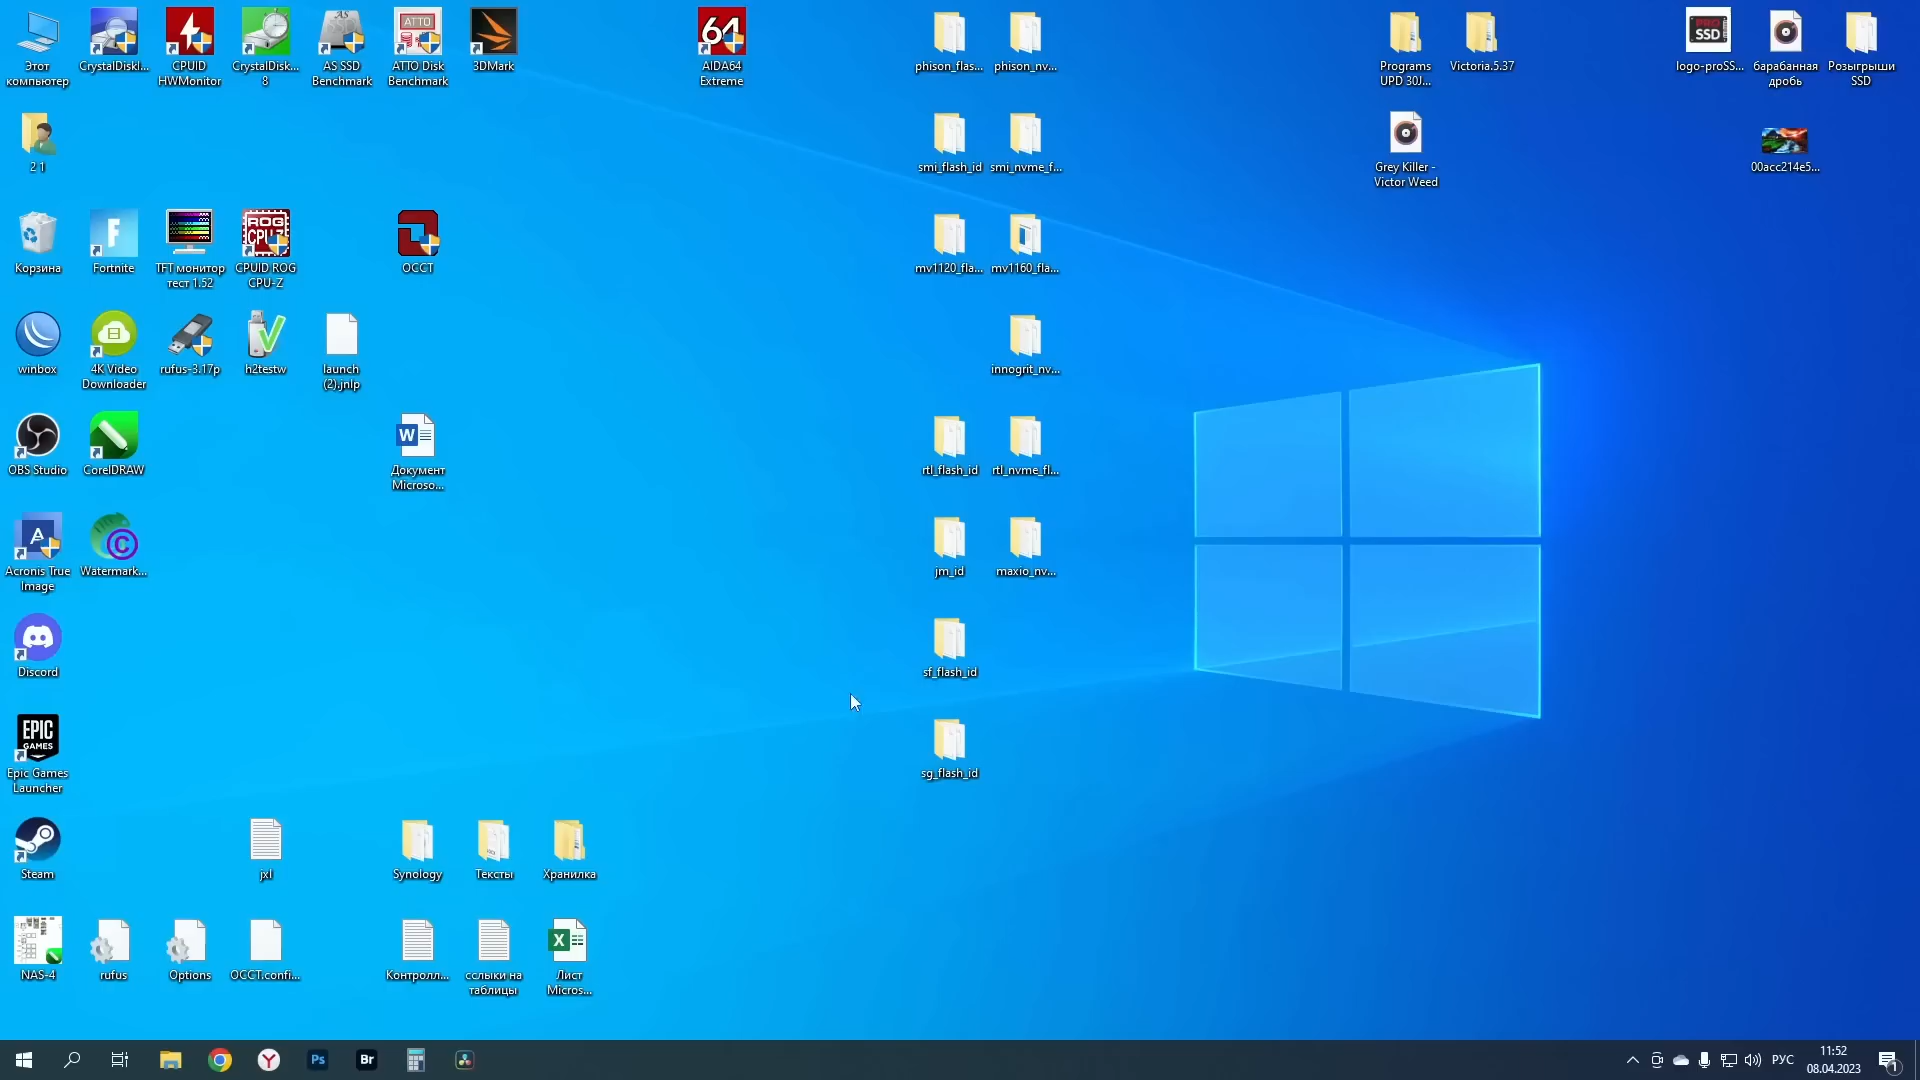 Этот
компьютер
CrystalDiskI...
CPUID
HWMonitor
CrystalDisk...
8
AS SSD
Benchmark
ATTO Disk
Benchmark
3DMark
AIDA64
Extreme
phison_flas...
phison_nv...
Programs
UPD 30J...
Victoria.5.37
logo-proSS...
барабанная
дробь
Розыгрыши
SSD
2 1
smi_flash_id
smi_nvme_f...
Grey Killer -
Victor Weed
00acc214e5...
Корзина
Fortnite
TFT монитор
тест 1.52
CPUID ROG
CPU-Z
OCCT
mv1120_fla...
mv1160_fla...
winbox
4K Video
Downloader
rufus-3.17p
h2testw
launch
(2).jnlp
innogrit_nv...
OBS Studio
CorelDRAW
Документ
Microso...
rtl_flash_id
rtl_nvme_fl...
Acronis True
Image
Watermark...
jm_id
maxio_nv...
Discord
sf_flash_id
EPIC
GAMES
Epic Games
Launcher
sg_flash_id
Steam
jxl
Synology
Тексты
Хранилка
NAS-4
rufus
Options
OCCT.confi...
Контролл...
сслыки на
таблицы
Лист
Micros...
РУС
11:52
08.04.2023